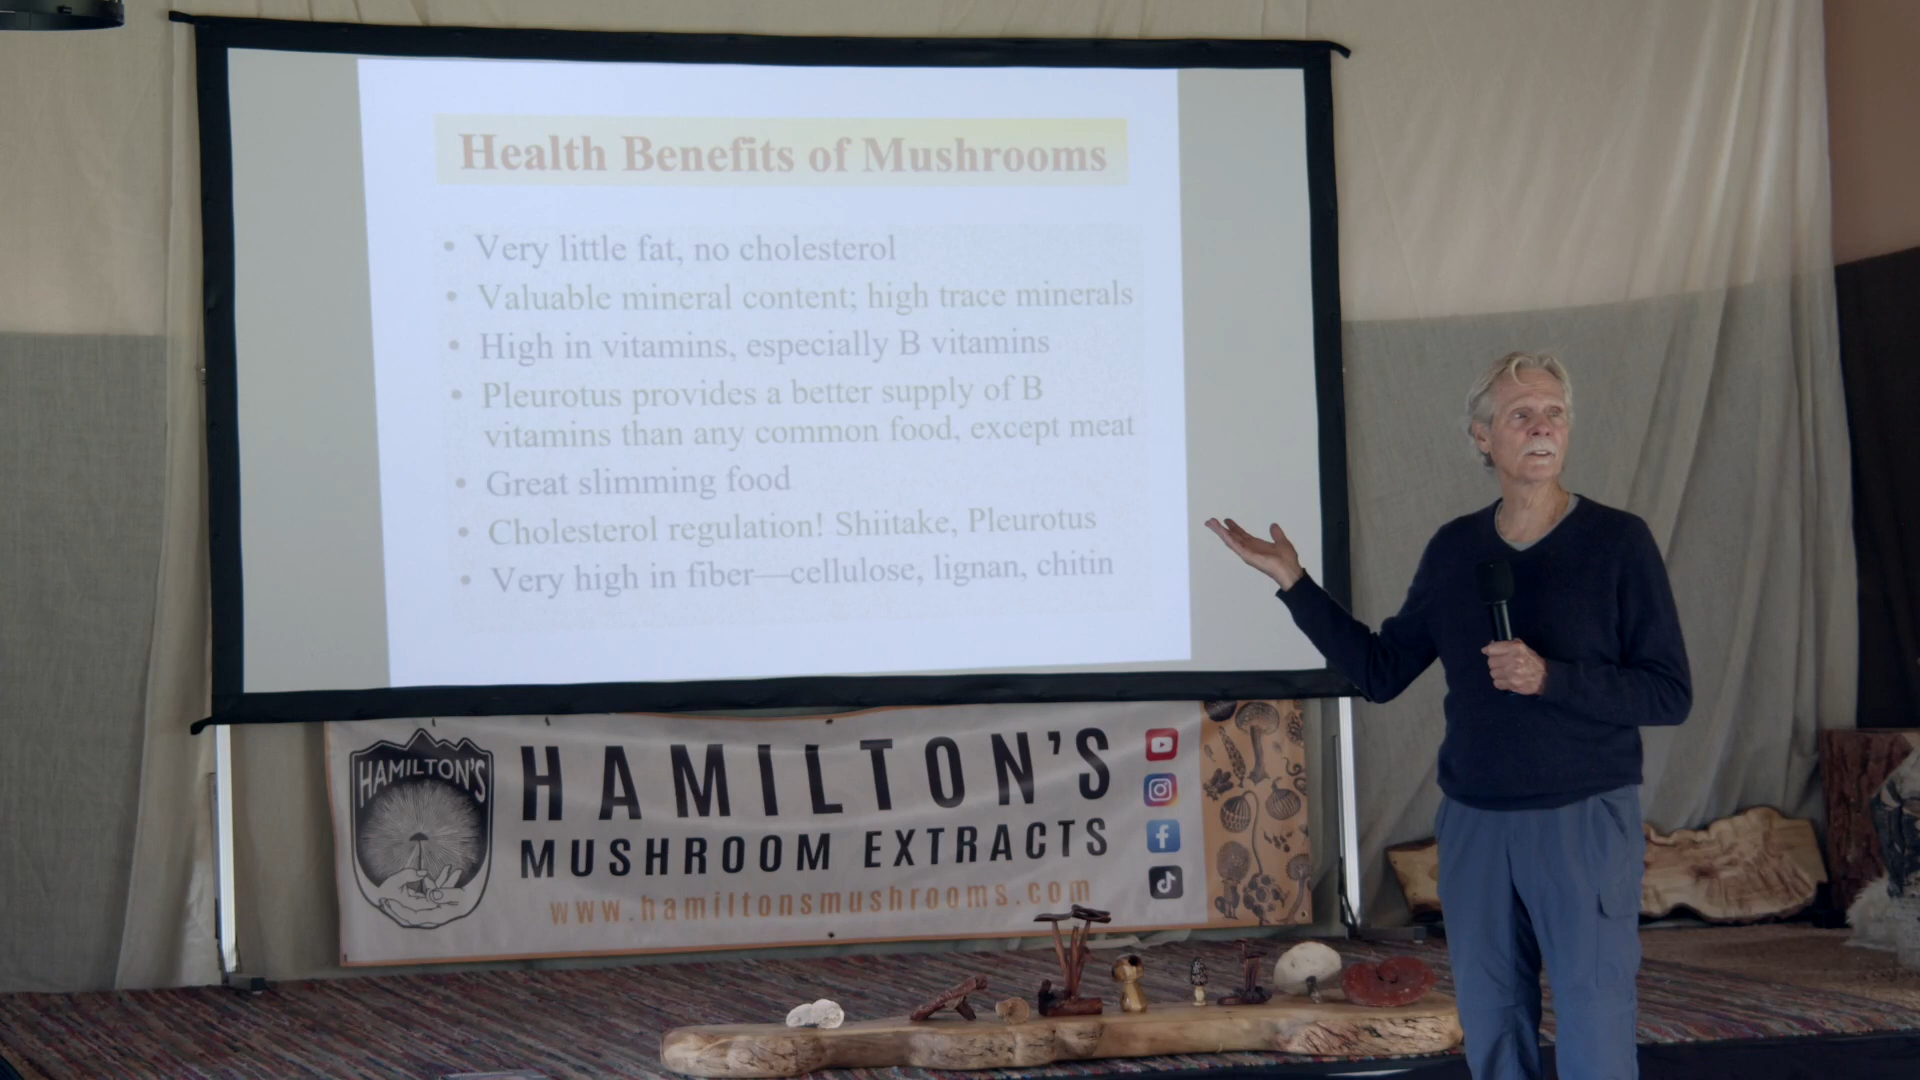 Health Benefits of Mushrooms
• Very little fat, no cholesterol
• Valuable mineral content; high trace minerals
• High in vitamins, especially B vitamins
• Pleurotus provides a better supply of B
vitamins than any common food, except meat
• Great slimming food
• Cholesterol regulation! Shiitake, Pleurotus
• Very high in fiber—cellulose, lignan, chitin
HAMILTON'S
HAMILTON'S
MUSHROOM EXTRACTS
www.hamiltonsmushrooms.com